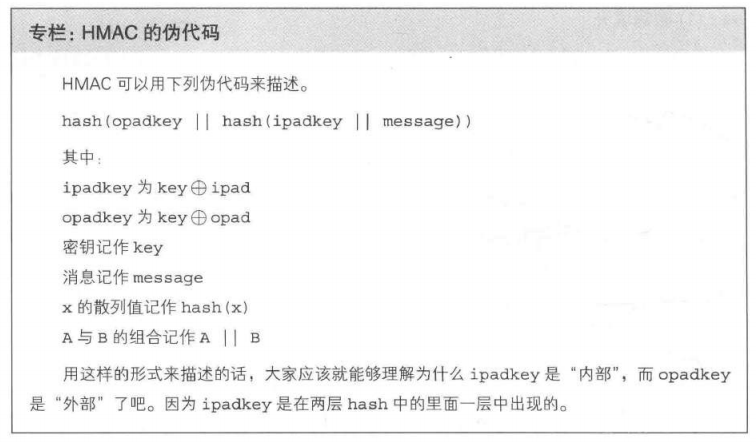 专栏：HMAC 的伪代码
HMAC 可以用下列伪代码来描述。
hash(opadkey || hash(ipadkey || message))
其中：
ipadkey 为 key⊕ipad
opadkey 为 key⊕opad
密钥记作 key
消息记作 message
x 的散列值记作 hash(x)
A 与 B 的组合记作 A || B
用这样的形式来描述的话，大家应该就能够理解为什么 ipadkey 是“内部”，而 opadkey
是“外部”了吧。因为 ipadkey 是在两层 hash 中的里面一层中出现的。